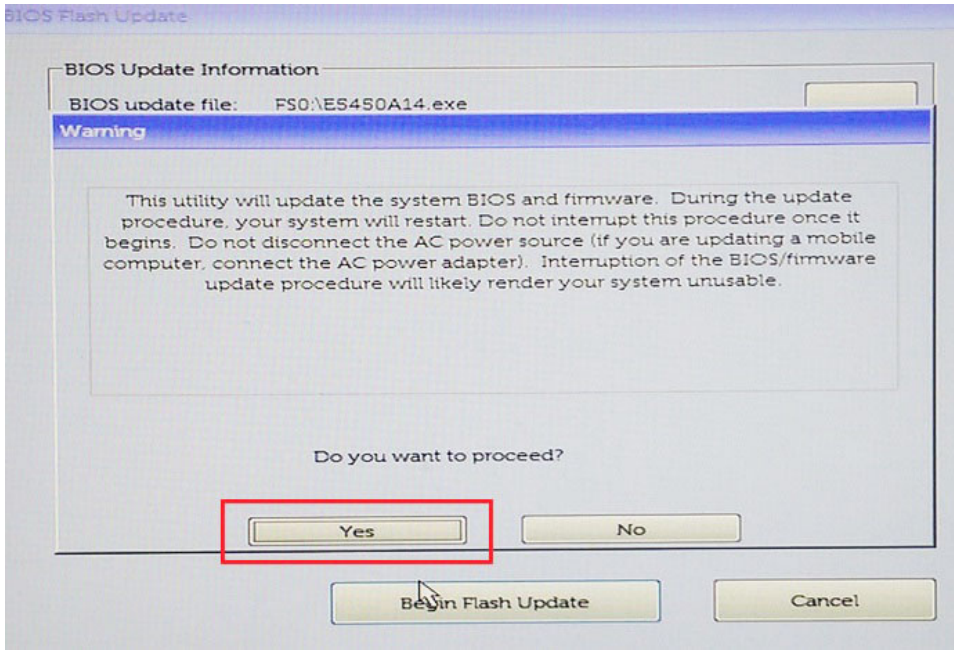 BIOS Flash Update
BIOS Update Information
BIOS update file: FS0:\E5450A14.exe
Warning
This utility will update the system BIOS and firmware. During the update
procedure, your system will restart. Do not interrupt this procedure once it
begins. Do not disconnect the AC power source (if you are updating a mobile
computer, connect the AC power adapter). Interruption of the BIOS/firmware
update procedure will likely render your system unusable.
Do you want to proceed?
Yes No
Begin Flash Update Cancel